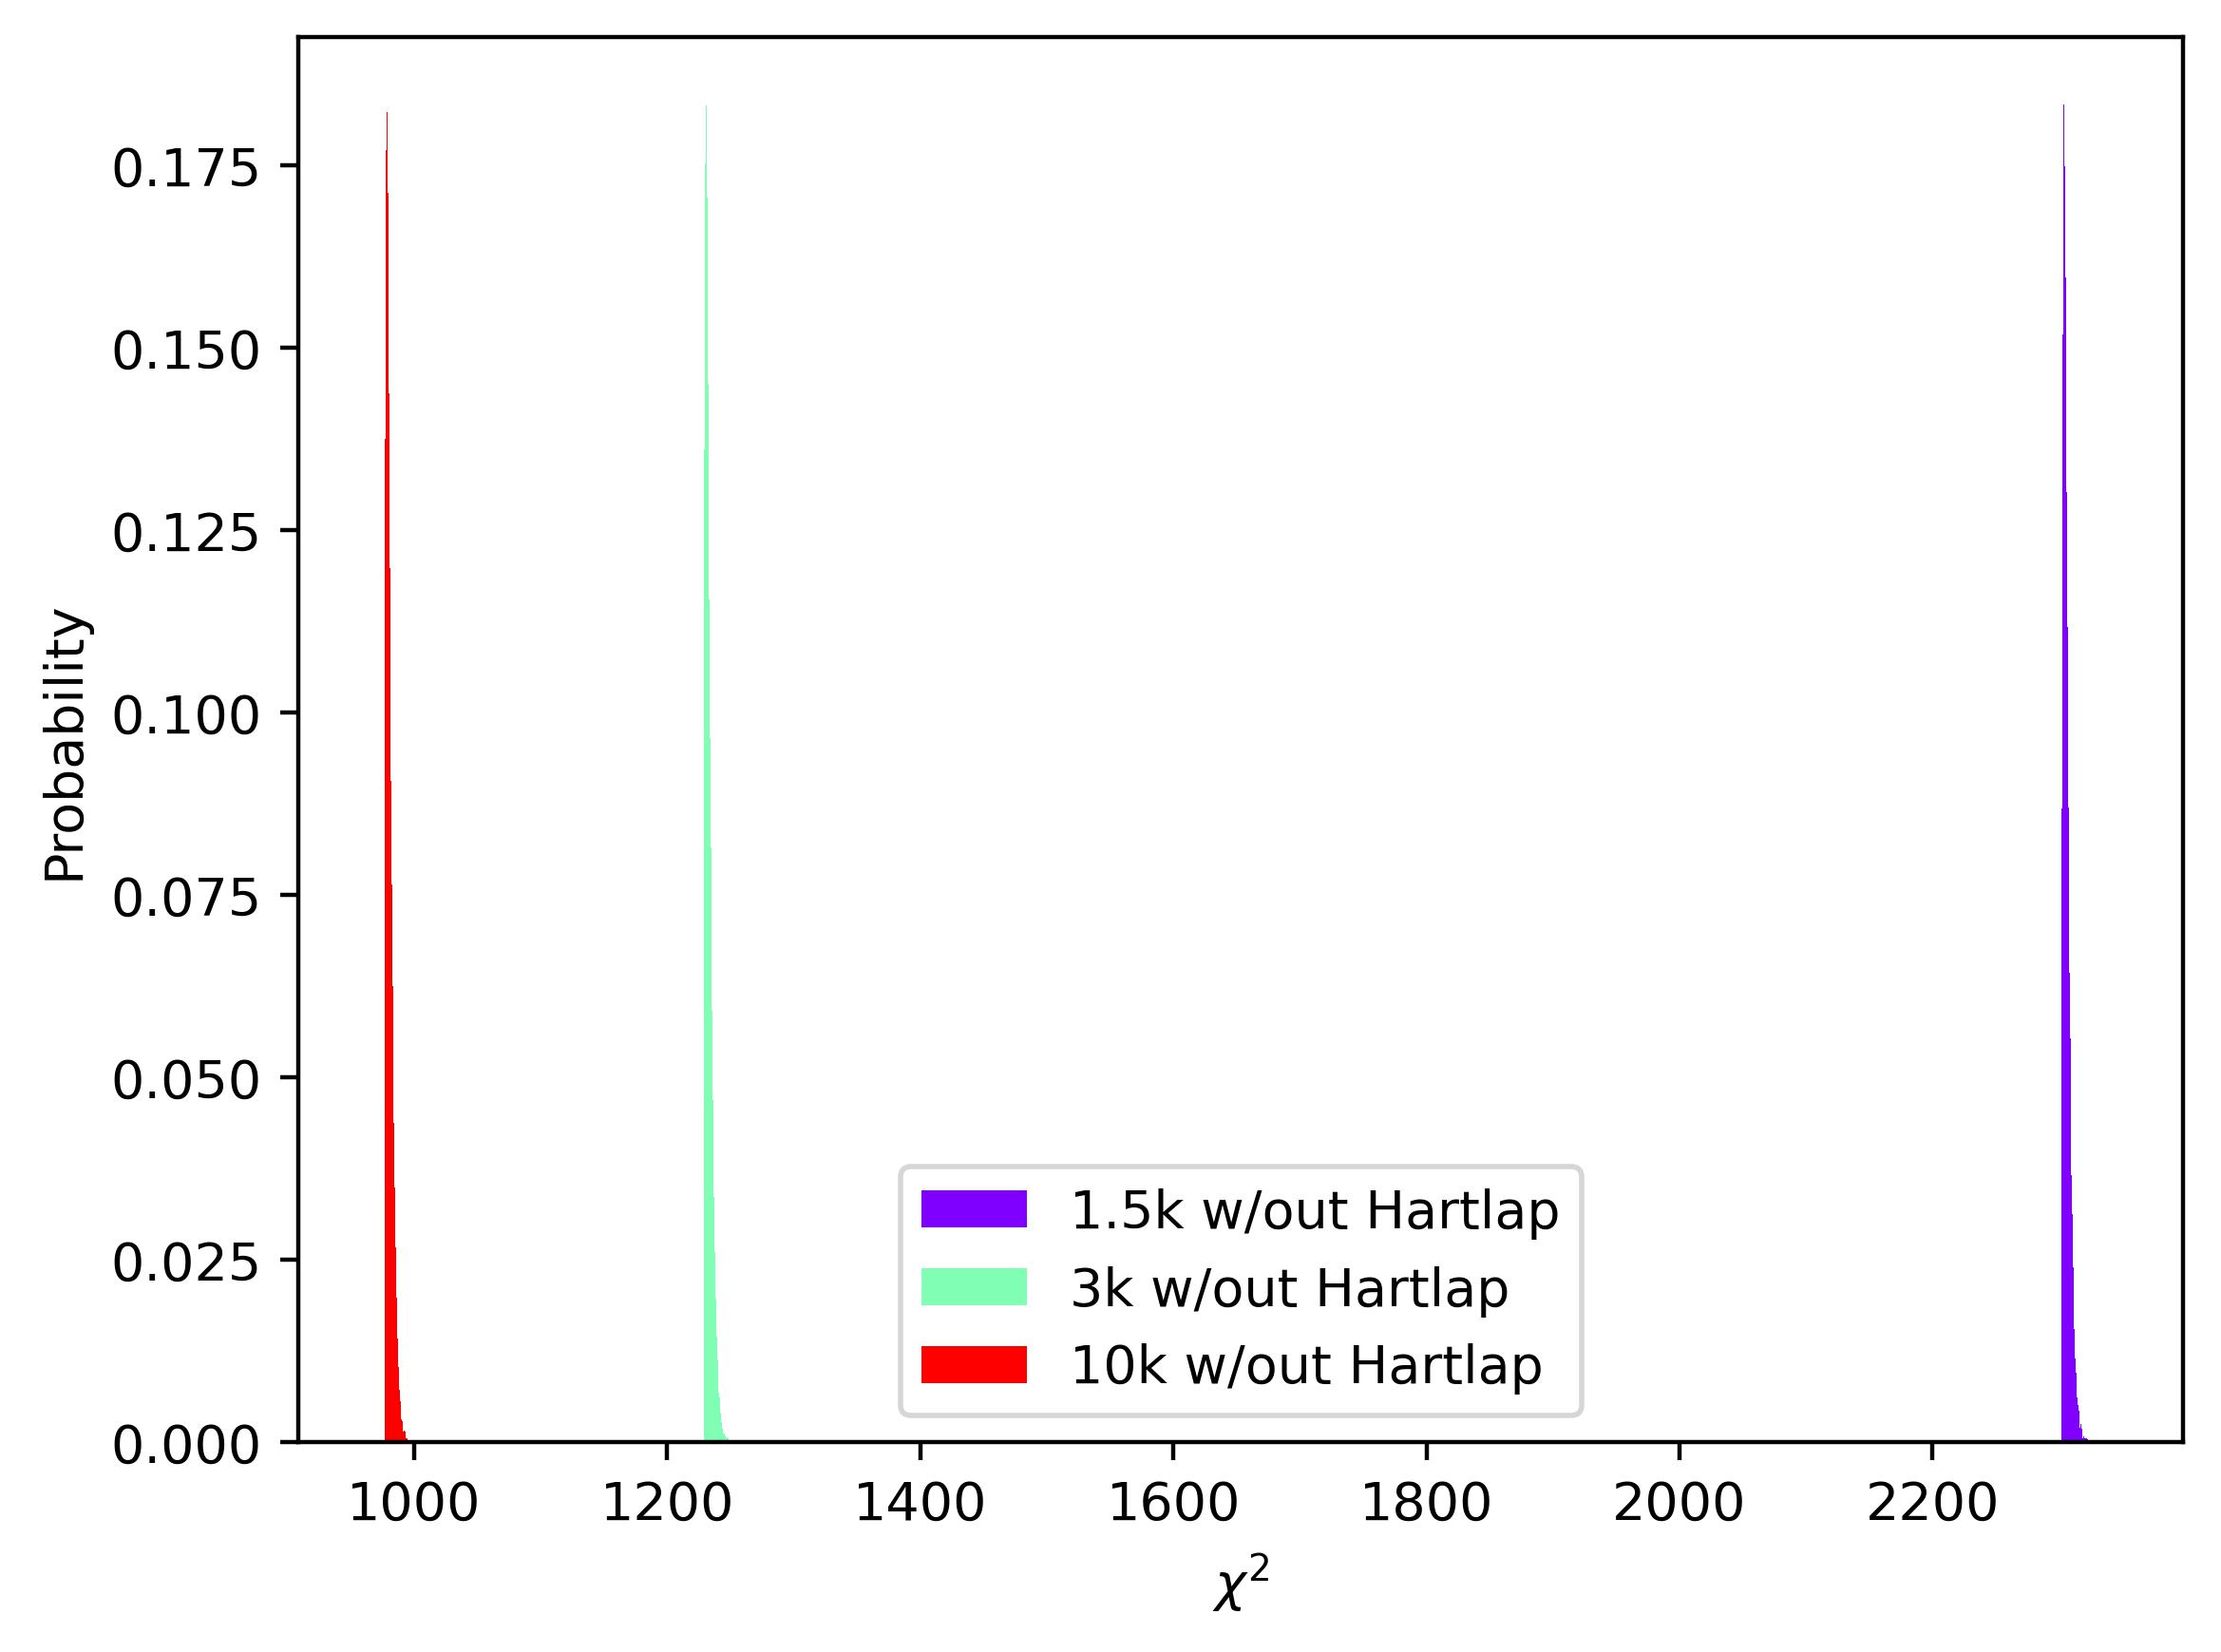 0.175
0.150
0.125
0.100
0.075
0.050
0.025
0.000
Probability
1000 1200 1400 1600 1800 2000 2200
χ²
1.5k w/out Hartlap
3k w/out Hartlap
10k w/out Hartlap